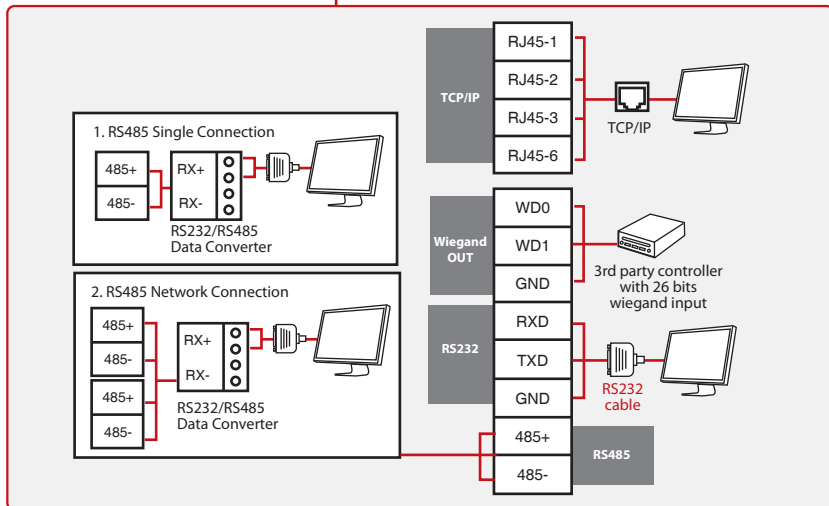 1. RS485 Single Connection
485+
485-
RX+
RX-
RS232/RS485
Data Converter
2. RS485 Network Connection
485+
485-
485+
485-
RX+
RX-
RS232/RS485
Data Converter
TCP/IP
RJ45-1
RJ45-2
RJ45-3
RJ45-6
TCP/IP
Wiegand
OUT
WD0
WD1
GND
3rd party controller
with 26 bits
wiegand input
RS232
RXD
TXD
GND
RS232
cable
485+
485-
RS485